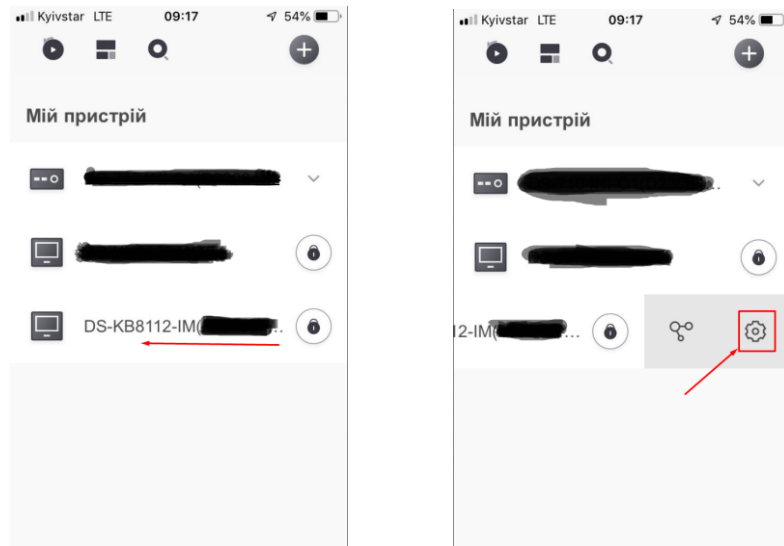 Kyivstar LTE 09:17 54%
Мій пристрій
DS-KB8112-IM(
Kyivstar LTE 09:17 54%
Мій пристрій
12-IM(